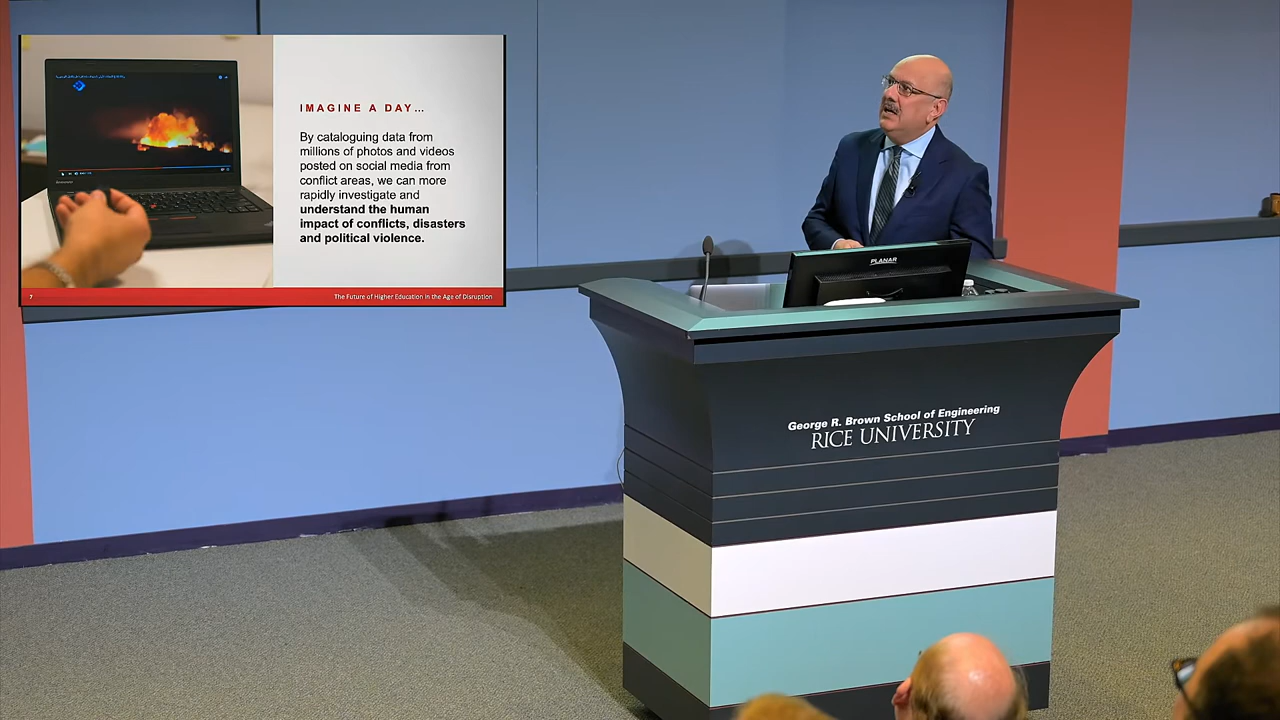 IMAGINE A DAY...
By cataloguing data from
millions of photos and videos
posted on social media from
conflict areas, we can more
rapidly investigate and
understand the human
impact of conflicts, disasters
and political violence.
7
The Future of Higher Education in the Age of Disruption
PLANAR
George R. Brown School of Engineering
RICE UNIVERSITY